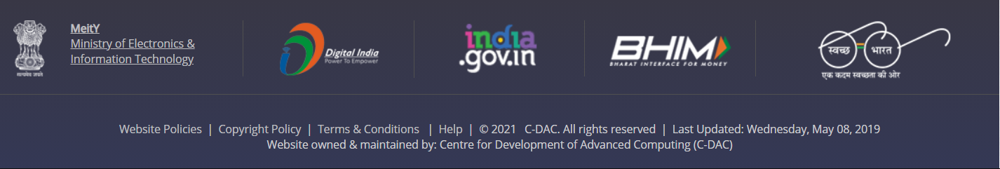 सत्यमेव जयते
MeitY
Ministry of Electronics &
Information Technology
Digital India
Power To Empower
india
.gov.in
BHIM
BHARAT INTERFACE FOR MONEY
स्वच्छ भारत
एक कदम स्वच्छता की ओर
Website Policies | Copyright Policy | Terms & Conditions | Help | © 2021 C-DAC. All rights reserved | Last Updated: Wednesday, May 08, 2019
Website owned & maintained by: Centre for Development of Advanced Computing (C-DAC)